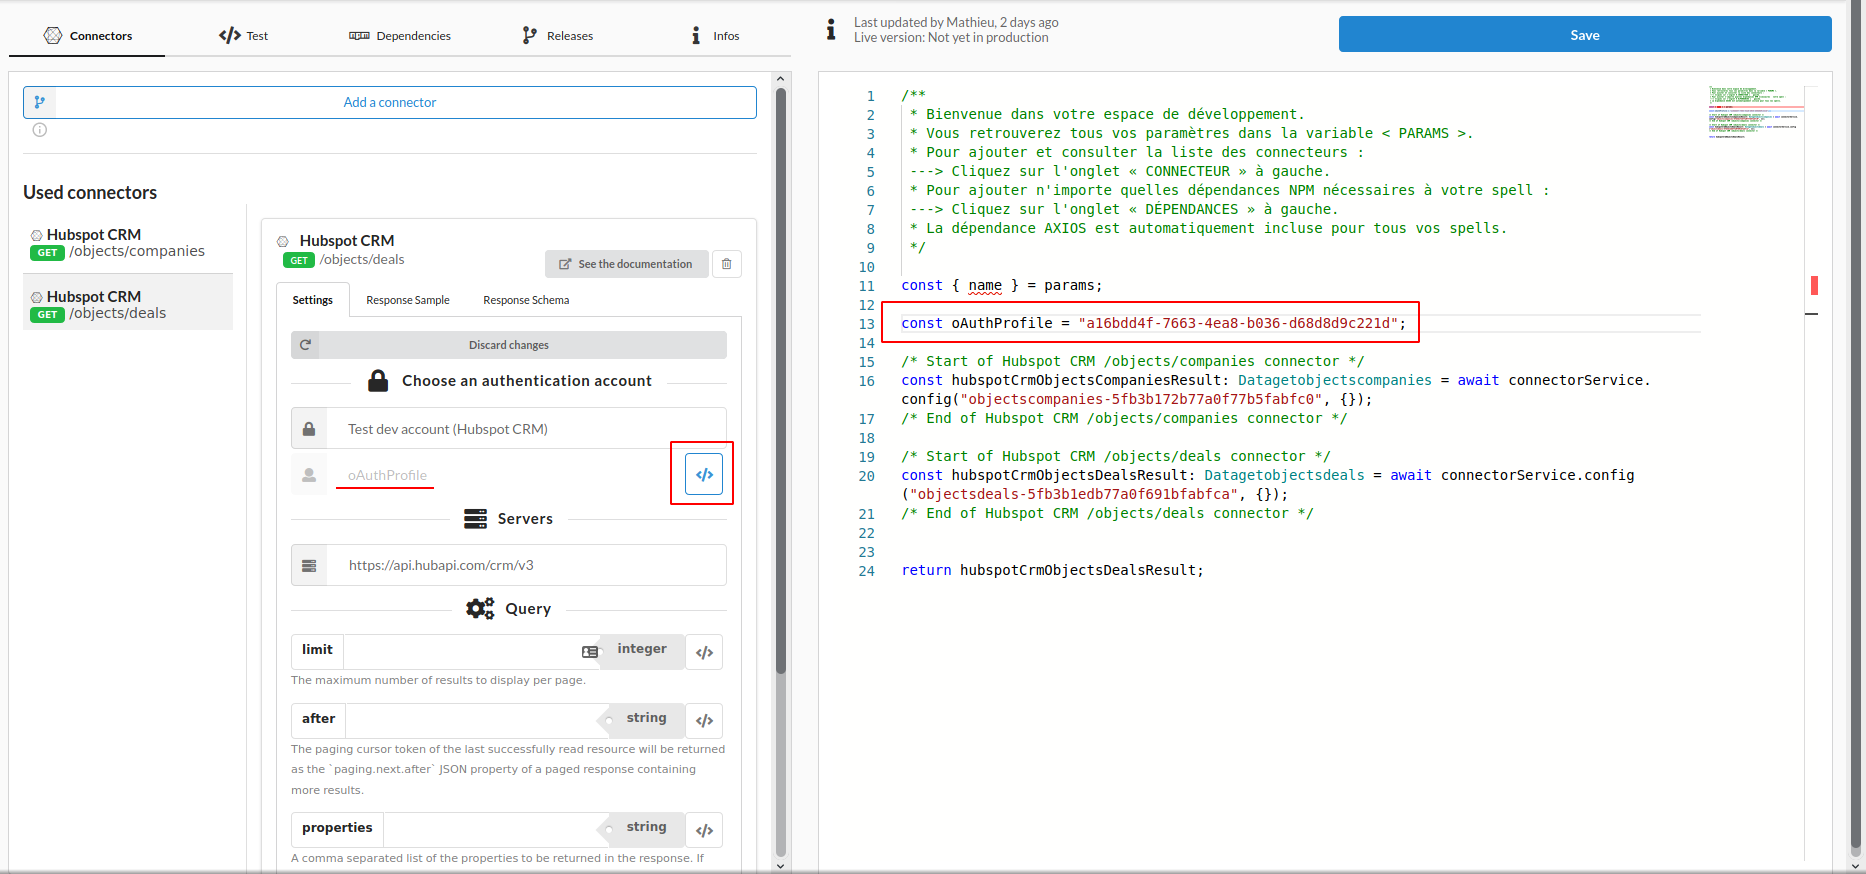 Connectors
Test
Dependencies
Releases
Infos
Last updated by Mathieu, 2 days ago
Live version: Not yet in production
Save
Add a connector
Used connectors
Hubspot CRM
GET /objects/companies
Hubspot CRM
GET /objects/deals
Hubspot CRM
GET /objects/deals
See the documentation
Settings
Response Sample
Response Schema
Discard changes
Choose an authentication account
Test dev account (Hubspot CRM)
oAuthProfile
</>
Servers
https://api.hubapi.com/crm/v3
Query
limit
integer
</>
The maximum number of results to display per page.
after
string
</>
The paging cursor token of the last successfully read resource will be returned
as the `paging.next.after` JSON property of a paged response containing
more results.
properties
string
</>
A comma separated list of the properties to be returned in the response. If
1 /**
2 * Bienvenue dans votre espace de développement.
3 * Vous retrouverez tous vos paramètres dans la variable < PARAMS >.
4 * Pour ajouter et consulter la liste des connecteurs :
5 ---> Cliquez sur l'onglet « CONNECTEUR » à gauche.
6 * Pour ajouter n'importe quelles dépendances NPM nécessaires à votre spell :
7 ---> Cliquez sur l'onglet « DÉPENDANCES » à gauche.
8 * La dépendance AXIOS est automatiquement incluse pour tous vos spells.
9 */
10
11 const { name } = params;
12
13 const oAuthProfile = "a16bdd4f-7663-4ea8-b036-d68d8d9c221d";
14
15 /* Start of Hubspot CRM /objects/companies connector */
16 const hubspotCrmObjectsCompaniesResult: Datagetobjectscompanies = await connectorService.
config("objectscompanies-5fb3b172b77a0f77b5fabfc0", {});
17 /* End of Hubspot CRM /objects/companies connector */
18
19 /* Start of Hubspot CRM /objects/deals connector */
20 const hubspotCrmObjectsDealsResult: Datagetobjectsdeals = await connectorService.config
("objectsdeals-5fb3b1edb77a0f691bfabfca", {});
21 /* End of Hubspot CRM /objects/deals connector */
22
23
24 return hubspotCrmObjectsDealsResult;